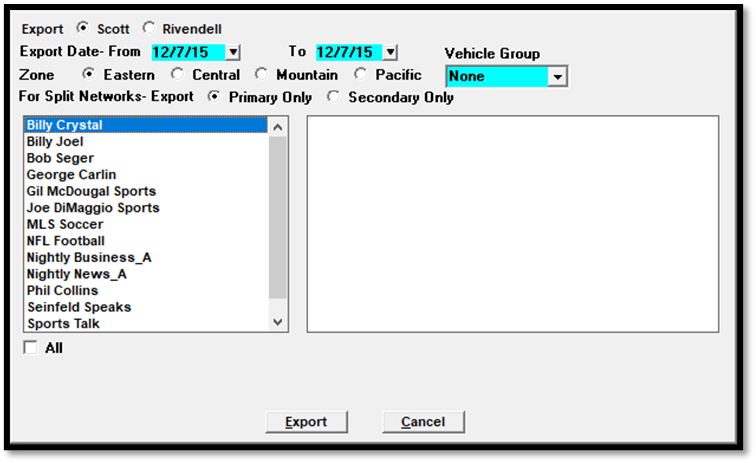 Export Scott Rivendell
Export Date- From 12/7/15 To 12/7/15 Vehicle Group
Zone Eastern Central Mountain Pacific None
For Split Networks- Export Primary Only Secondary Only
Billy Crystal
Billy Joel
Bob Seger
George Carlin
Gil McDougal Sports
Joe DiMaggio Sports
MLS Soccer
NFL Football
Nightly Business_A
Nightly News_A
Phil Collins
Seinfeld Speaks
Sports Talk
All
Export Cancel